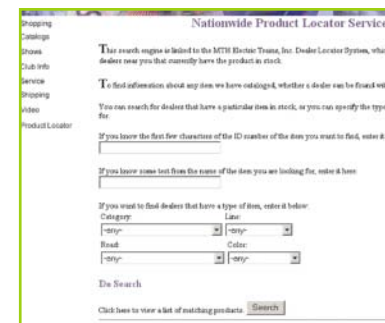 Nationwide Product Locator Service
Shopping
Catalogs
Shows
Club Info
Service
Shipping
Video
Product Locator
This search engine is linked to the MTH Electric Trains, Inc. Dealer Locator System, whic
dealers near you that currently have the product in stock
To find information about any item we have cataloged, whether a dealer can be found wit
You can search for dealers that have a particular item in stock, or you can specify the type
for.
If you know the first few characters of the ID number of the item you want to find, enter it
If you know some text from the name of the item you are looking for, enter it here:
If you want to find dealers that have a type of item, enter it below:
Category: Line:
-any- -any-
Road: Color:
-any- -any-
Do Search
Click here to view a list of matching products. Search